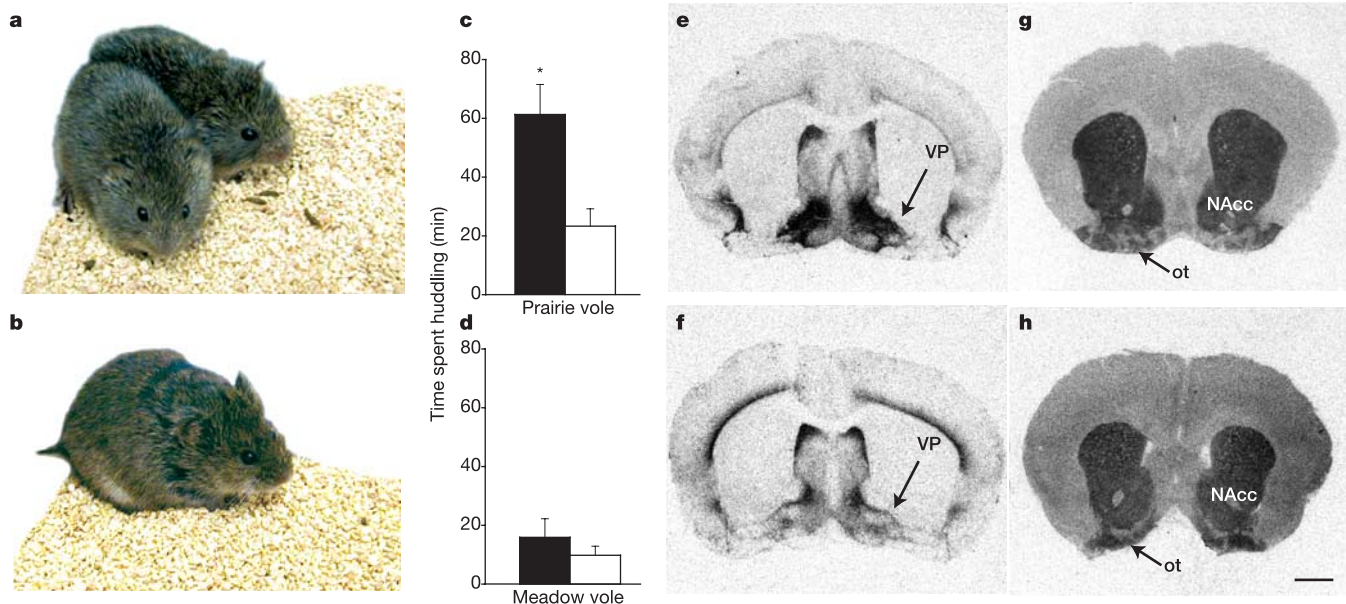 a
b
c
Time spent huddling (min)
80
60
40
20
0
*
Prairie vole
d
80
60
40
20
0
Meadow vole
e
VP
f
VP
g
NAcc
ot
h
NAcc
ot